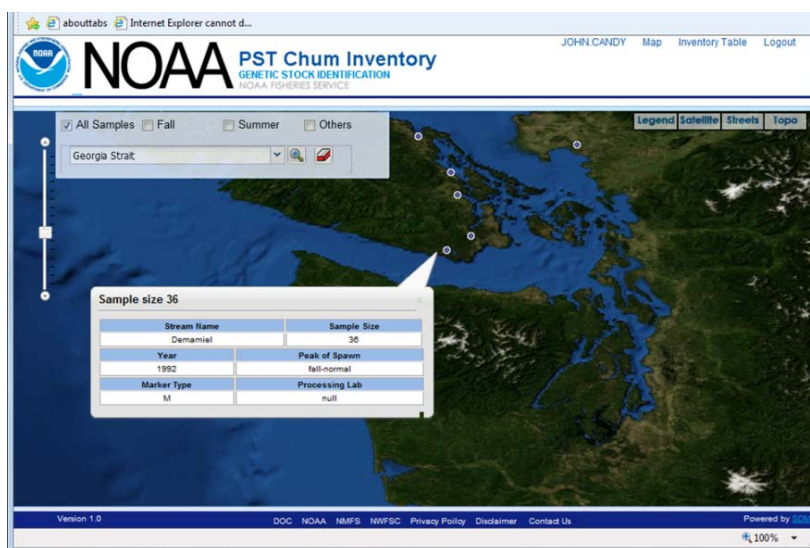 abouttabs Internet Explorer cannot d...
JOHN.CANDY Map Inventory Table Logout
NOAA
NOAA
PST Chum Inventory
GENETIC STOCK IDENTIFICATION
NOAA FISHERIES SERVICE
All Samples Fall Summer Others
Legend Satellite Streets Topo
Georgia Strait
Sample size 36
Stream Name Sample Size
Demamiel 36
Year Peak of Spawn
1992 fall-normal
Marker Type Processing Lab
M null
Version 1.0
DOC NOAA NMFS NWFSC Privacy Policy Disclaimer Contact Us
Powered by
100%